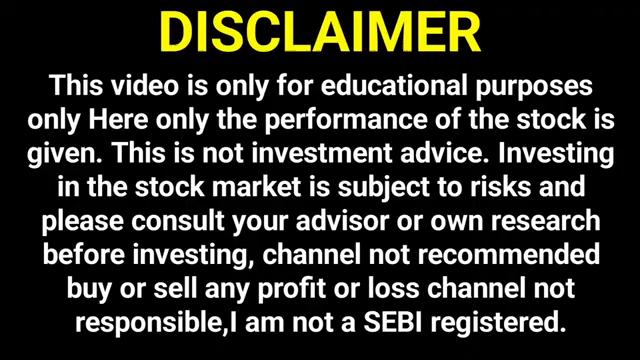 DISCLAIMER
This video is only for educational purposes
only Here only the performance of the stock is
given. This is not investment advice. Investing
in the stock market is subject to risks and
please consult your advisor or own research
before investing, channel not recommended
buy or sell any profit or loss channel not
responsible,I am not a SEBI registered.